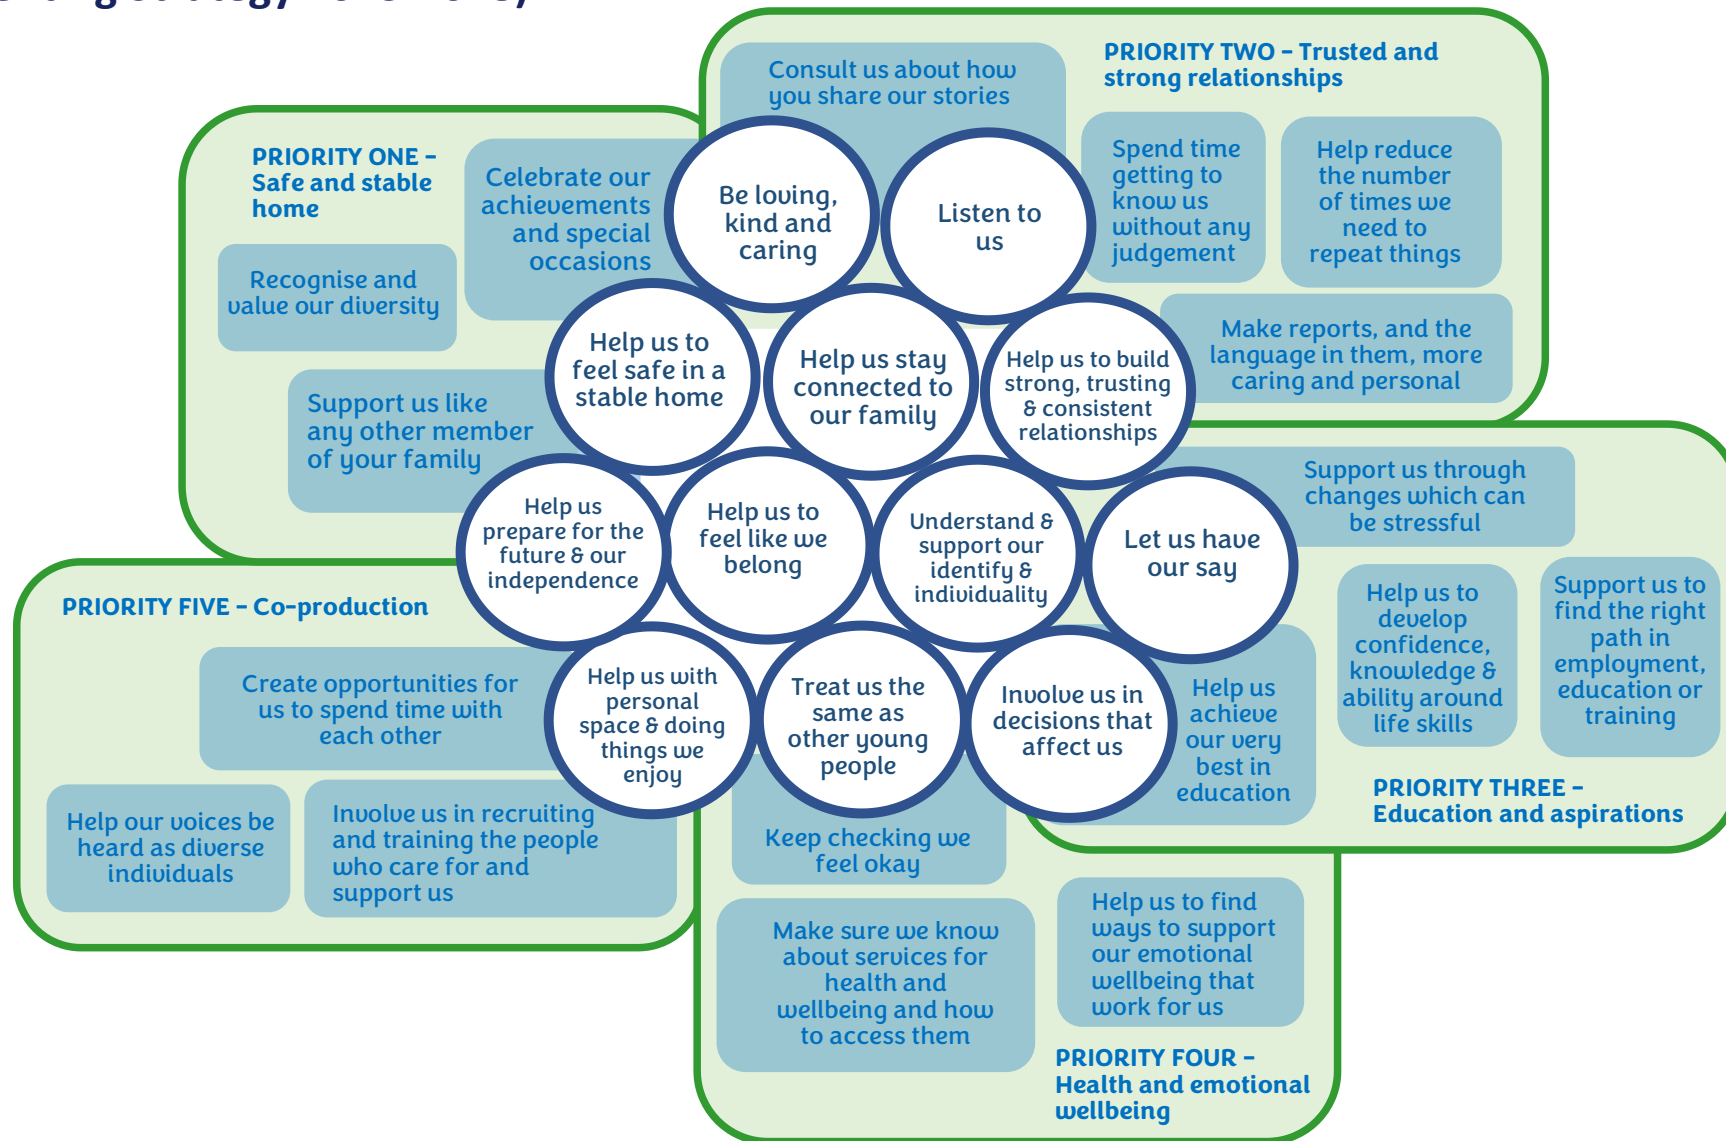 PRIORITY ONE –
Safe and stable
home
Celebrate our
achievements
and special
occasions
Recognise and
value our diversity
Support us like
any other member
of your family
PRIORITY TWO – Trusted and
strong relationships
Consult us about how
you share our stories
Spend time
getting to
know us
without any
judgement
Help reduce
the number
of times we
need to
repeat things
Make reports, and the
language in them, more
caring and personal
Be loving,
kind and
caring
Listen to
us
Help us to
feel safe in a
stable home
Help us stay
connected to
our family
Help us to build
strong, trusting
& consistent
relationships
Help us
prepare for the
future & our
independence
Help us to
feel like we
belong
Understand &
support our
identify &
individuality
Let us have
our say
Help us with
personal
space & doing
things we
enjoy
Treat us the
same as
other young
people
Involve us in
decisions that
affect us
Support us through
changes which can
be stressful
Help us to
develop
confidence,
knowledge &
ability around
life skills
Support us to
find the right
path in
employment,
education or
training
Help us
achieve
our very
best in
education
PRIORITY THREE –
Education and aspirations
PRIORITY FIVE – Co-production
Create opportunities for
us to spend time with
each other
Help our voices be
heard as diverse
individuals
Involve us in recruiting
and training the people
who care for and
support us
Keep checking we
feel okay
Make sure we know
about services for
health and
wellbeing and how
to access them
Help us to find
ways to support
our emotional
wellbeing that
work for us
PRIORITY FOUR –
Health and emotional
wellbeing